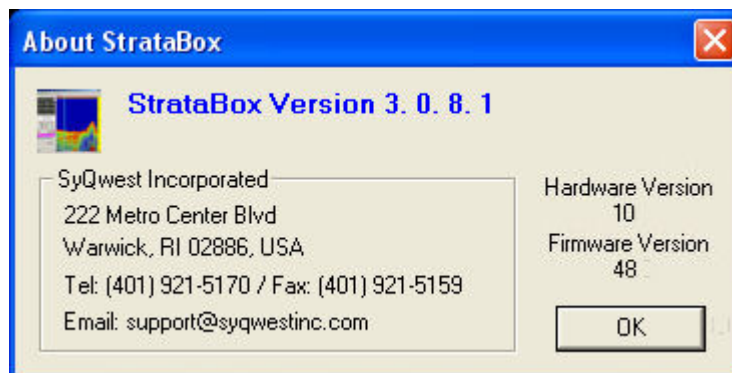 About StrataBox
StrataBox Version 3. 0. 8. 1
SyQwest Incorporated
222 Metro Center Blvd
Warwick, RI 02886, USA
Tel: (401) 921-5170 / Fax: (401) 921-5159
Email: support@syqwestinc.com
Hardware Version
10
Firmware Version
48
OK